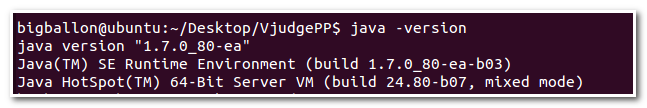 bigballon@ubuntu:~/Desktop/VjudgePP$ java -version
java version "1.7.0_80-ea"
Java(TM) SE Runtime Environment (build 1.7.0_80-ea-b03)
Java HotSpot(TM) 64-Bit Server VM (build 24.80-b07, mixed mode)